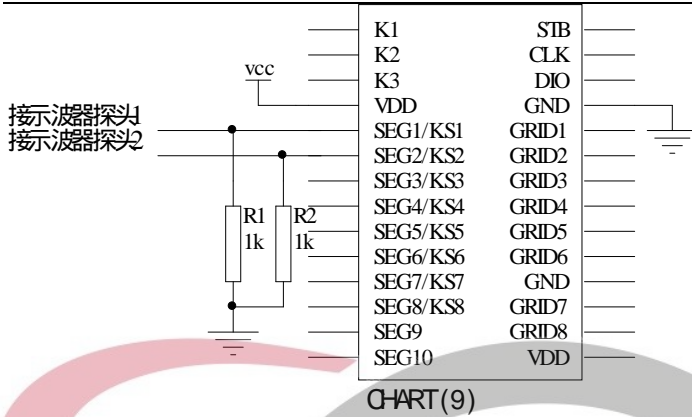 K1 STB
K2 CLK
K3 DIO
vcc
VDD GND
接示波器探头1
SEG1/KS1 GRID1
接示波器探头2
SEG2/KS2 GRID2
SEG3/KS3 GRID3
SEG4/KS4 GRID4
R1 R2
SEG5/KS5 GRID5
1k 1k
SEG6/KS6 GRID6
SEG7/KS7 GND
SEG8/KS8 GRID7
SEG9 GRID8
SEG10 VDD
CHART(9)